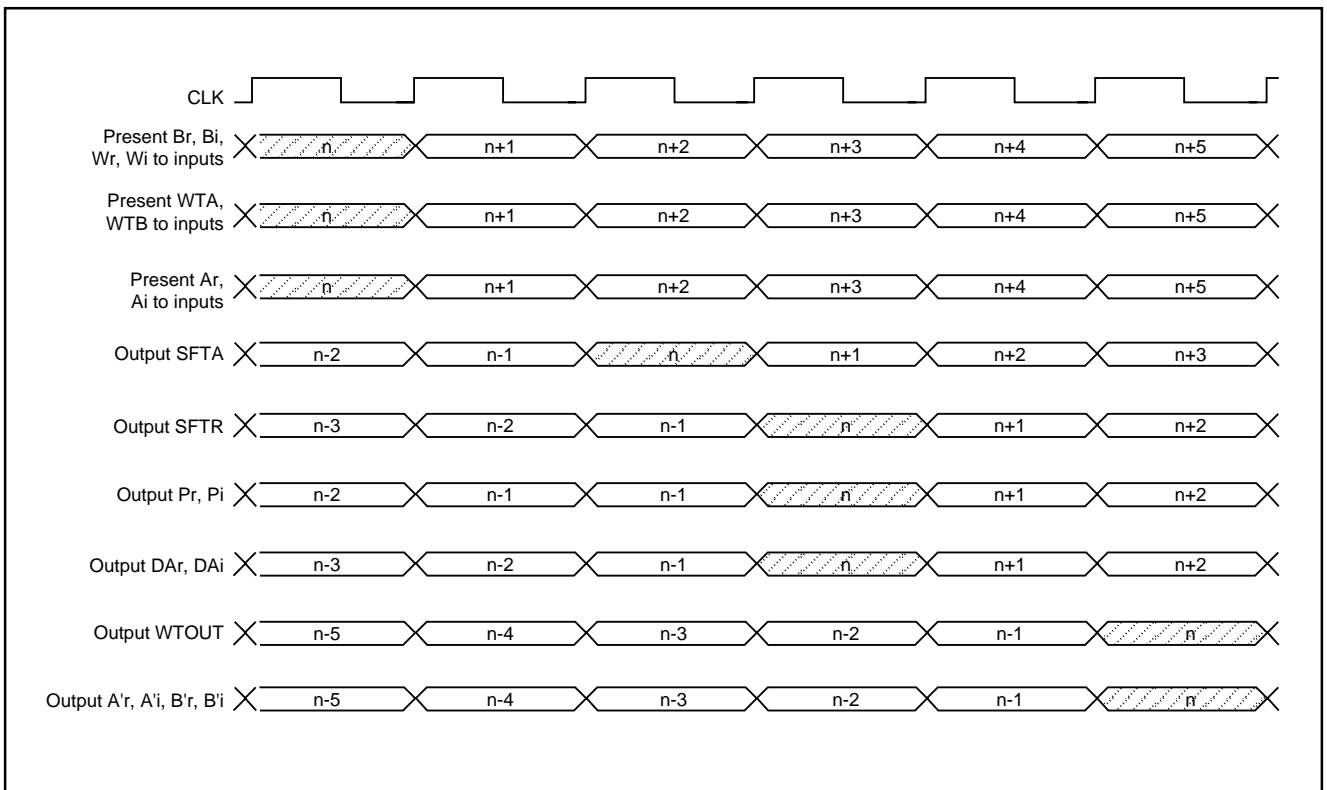 CLK
Present Br, Bi,
Wr, Wi to inputs
n n+1 n+2 n+3 n+4 n+5
Present WTA,
WTB to inputs
n n+1 n+2 n+3 n+4 n+5
Present Ar,
Ai to inputs
n n+1 n+2 n+3 n+4 n+5
Output SFTA n-2 n-1 n n+1 n+2 n+3
Output SFTR n-3 n-2 n-1 n n+1 n+2
Output Pr, Pi n-2 n-1 n-1 n n+1 n+2
Output DAr, DAi n-3 n-2 n-1 n n+1 n+2
Output WTOUT n-5 n-4 n-3 n-2 n-1 n
Output A'r, A'i, B'r, B'i n-5 n-4 n-3 n-2 n-1 n